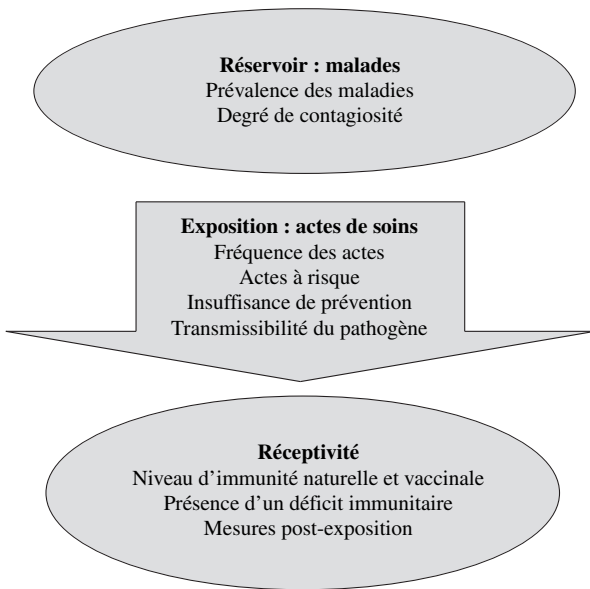 Réservoir : malades
Prévalence des maladies
Degré de contagiosité
Exposition : actes de soins
Fréquence des actes
Actes à risque
Insuffisance de prévention
Transmissibilité du pathogène
Réceptivité
Niveau d’immunité naturelle et vaccinale
Présence d’un déficit immunitaire
Mesures post-exposition